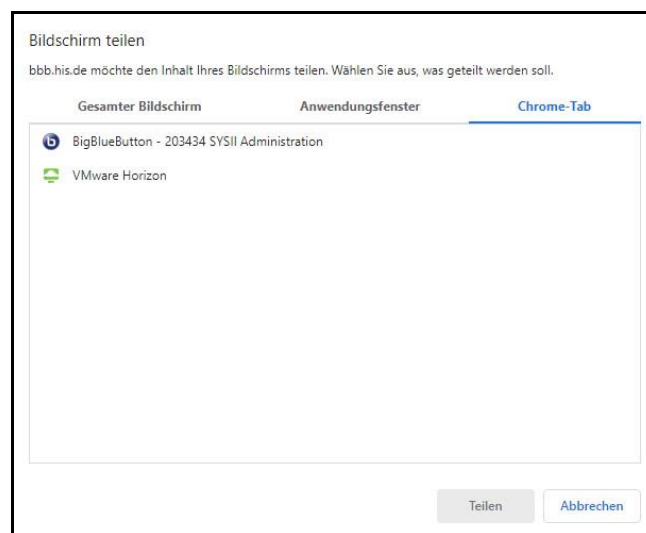 Bildschirm teilen
bbb.his.de möchte den Inhalt Ihres Bildschirms teilen. Wählen Sie aus, was geteilt werden soll.
Gesamter Bildschirm Anwendungsfenster Chrome-Tab
BigBlueButton - 203434 SYSII Administration
VMware Horizon
Teilen Abbrechen